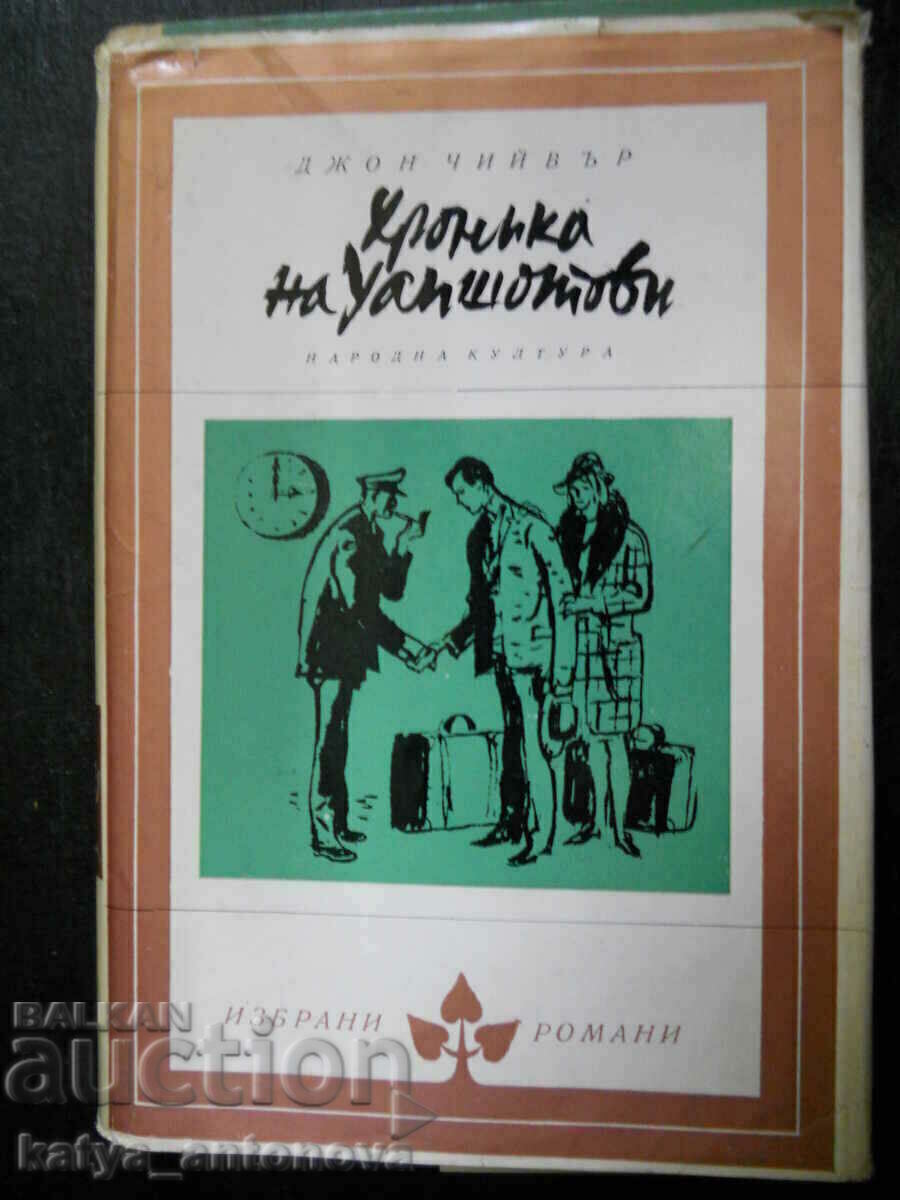 ДЖОН ЧИЙВЪР
Хроника
на Уапшотови
НАРОДНА КУЛТУРА
ИЗБРАНИ РОМАНИ
BALKAN
auction
katya_antonova